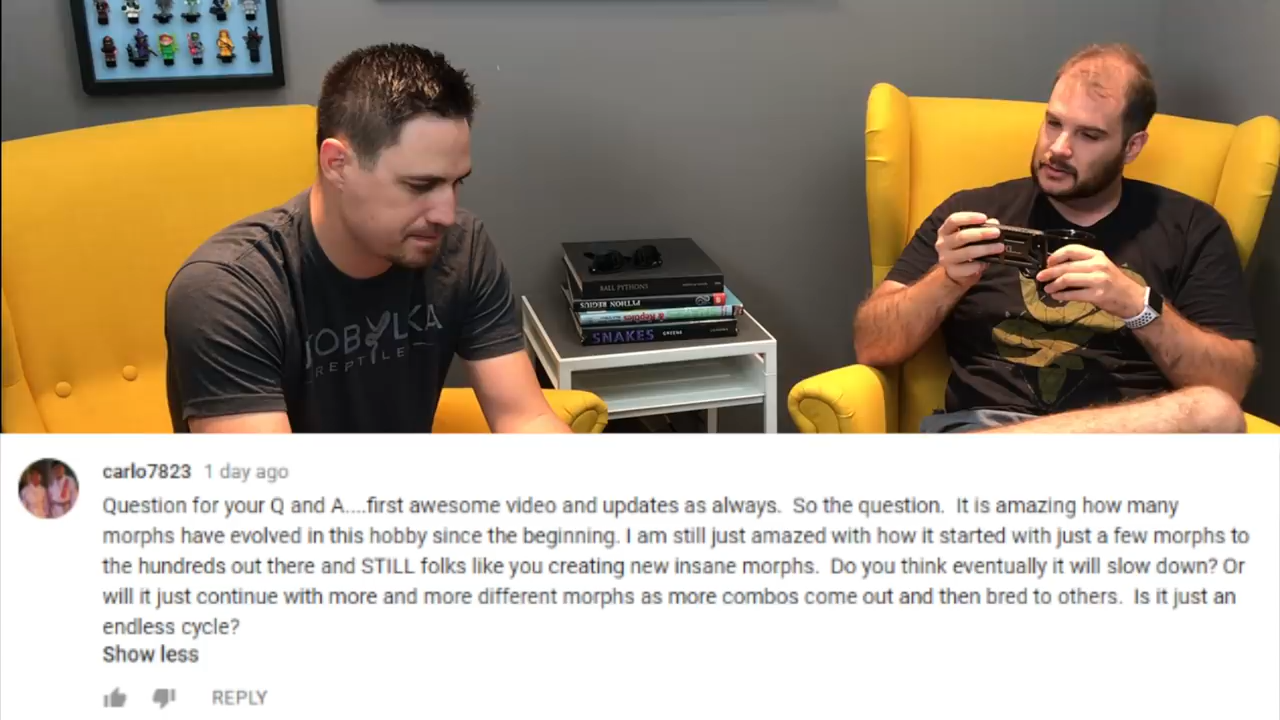 KOBYLKA
REPTILE
BALL PYTHONS
PYTHON REGIUS
& Reptiles
SNAKES GREENE
carlo7823 1 day ago
Question for your Q and A....first awesome video and updates as always. So the question. It is amazing how many
morphs have evolved in this hobby since the beginning. I am still just amazed with how it started with just a few morphs to
the hundreds out there and STILL folks like you creating new insane morphs. Do you think eventually it will slow down? Or
will it just continue with more and more different morphs as more combos come out and then bred to others. Is it just an
endless cycle?
Show less
REPLY